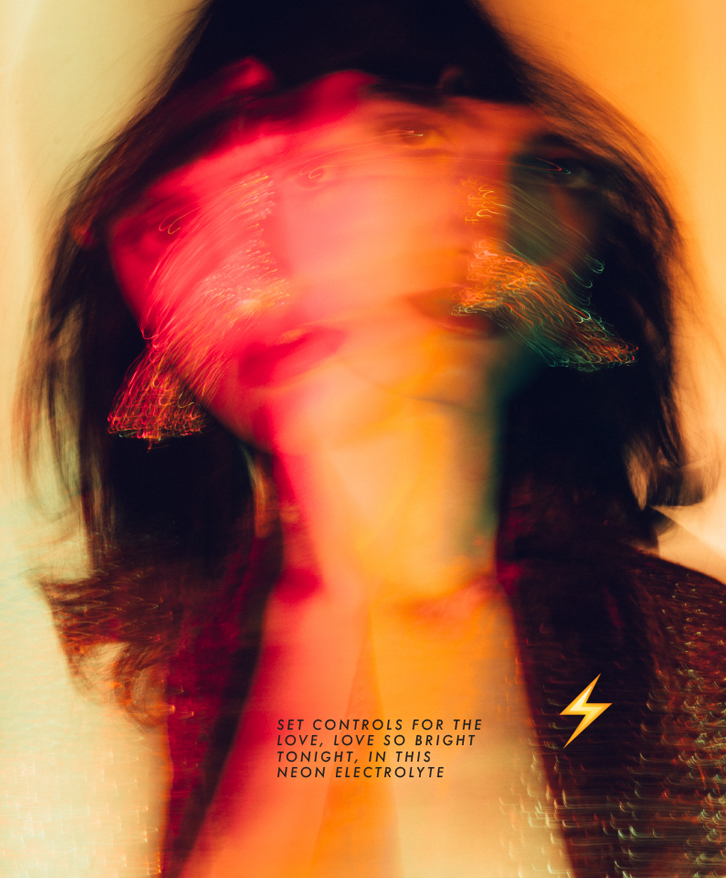 SET CONTROLS FOR THE
LOVE, LOVE SO BRIGHT
TONIGHT, IN THIS
NEON ELECTROLYTE